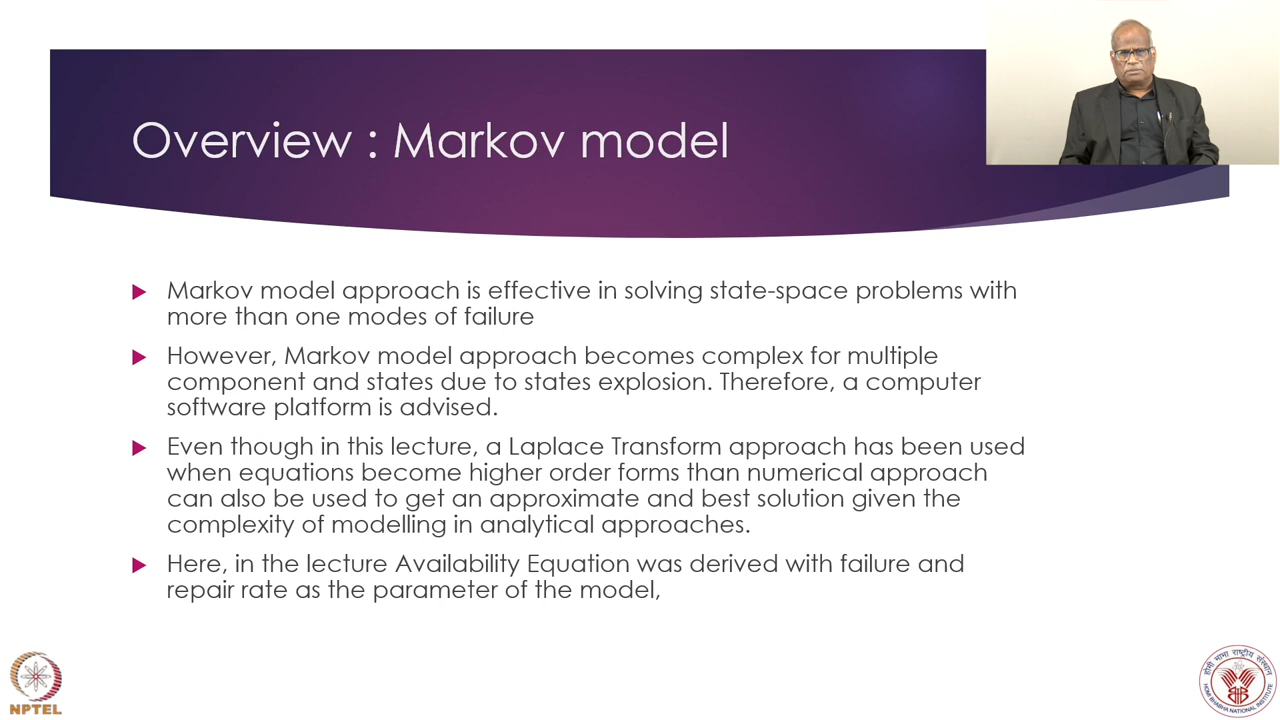 Overview : Markov model
Markov model approach is effective in solving state-space problems with
more than one modes of failure
However, Markov model approach becomes complex for multiple
component and states due to states explosion. Therefore, a computer
software platform is advised.
Even though in this lecture, a Laplace Transform approach has been used
when equations become higher order forms than numerical approach
can also be used to get an approximate and best solution given the
complexity of modelling in analytical approaches.
Here, in the lecture Availability Equation was derived with failure and
repair rate as the parameter of the model,
NPTEL
होमी भाभा राष्ट्रीय संस्थान
HOMI BHABHA NATIONAL INSTITUTE